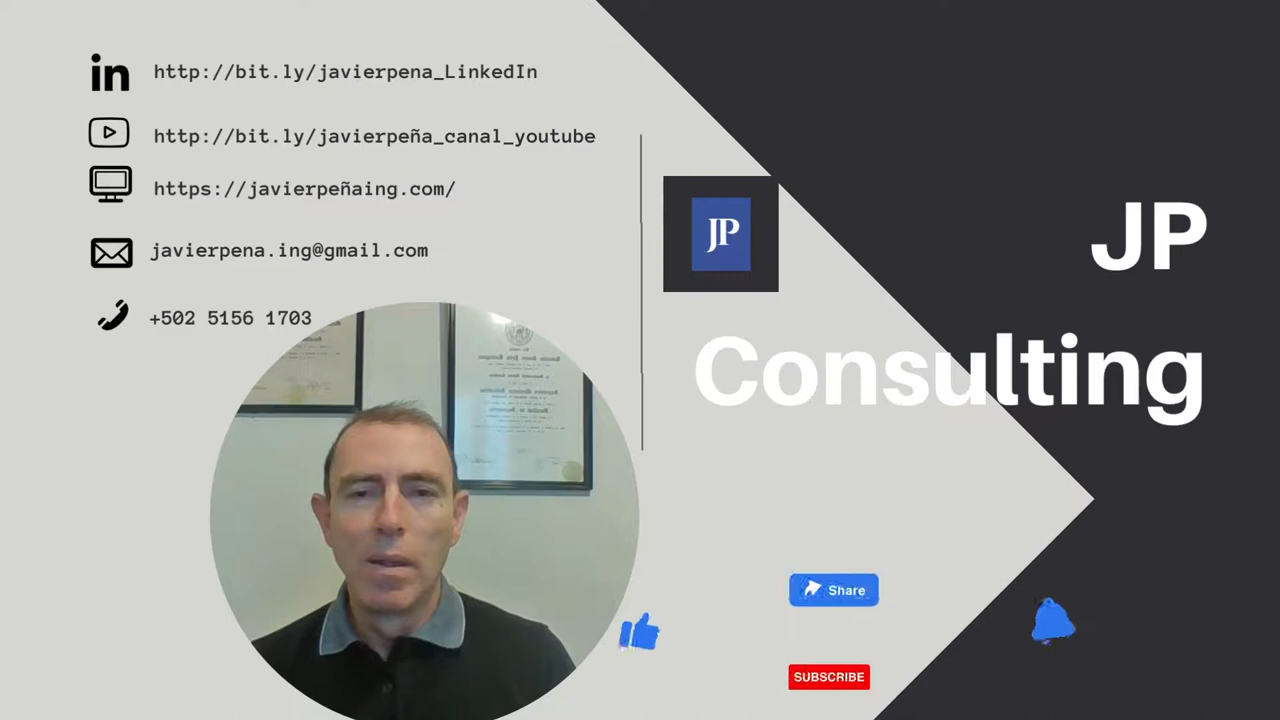 http://bit.ly/javierpena_LinkedIn
http://bit.ly/javierpeña_canal_youtube
https://javierpeñaing.com/
javierpena.ing@gmail.com
+502 5156 1703
JP
JP
Consulting
Share
SUBSCRIBE